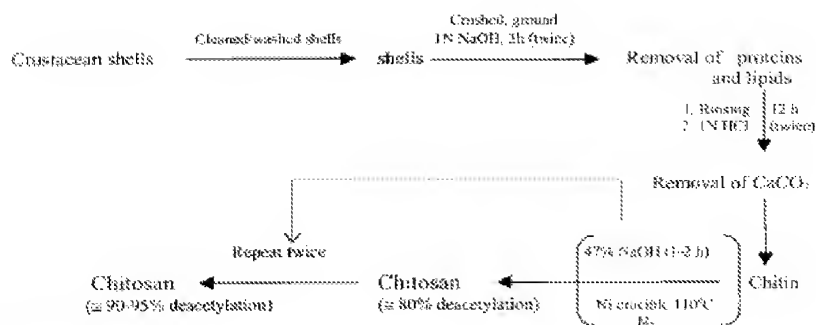 Crushed, ground
Cleaned/washed shells
1N NaOH, 2h (twice)
Crustacean shells
shells
Removal of proteins
and lipids
1. Rinsing
12 h
2. 1N HCl
(twice)
Removal of CaCO₃
Repeat twice
47% NaOH (1-2 h)
Chitosan
Chitosan
Chitin
(≅ 90-95% deacetylation)
(≅ 80% deacetylation)
Ni crucible, 110°C
N₂